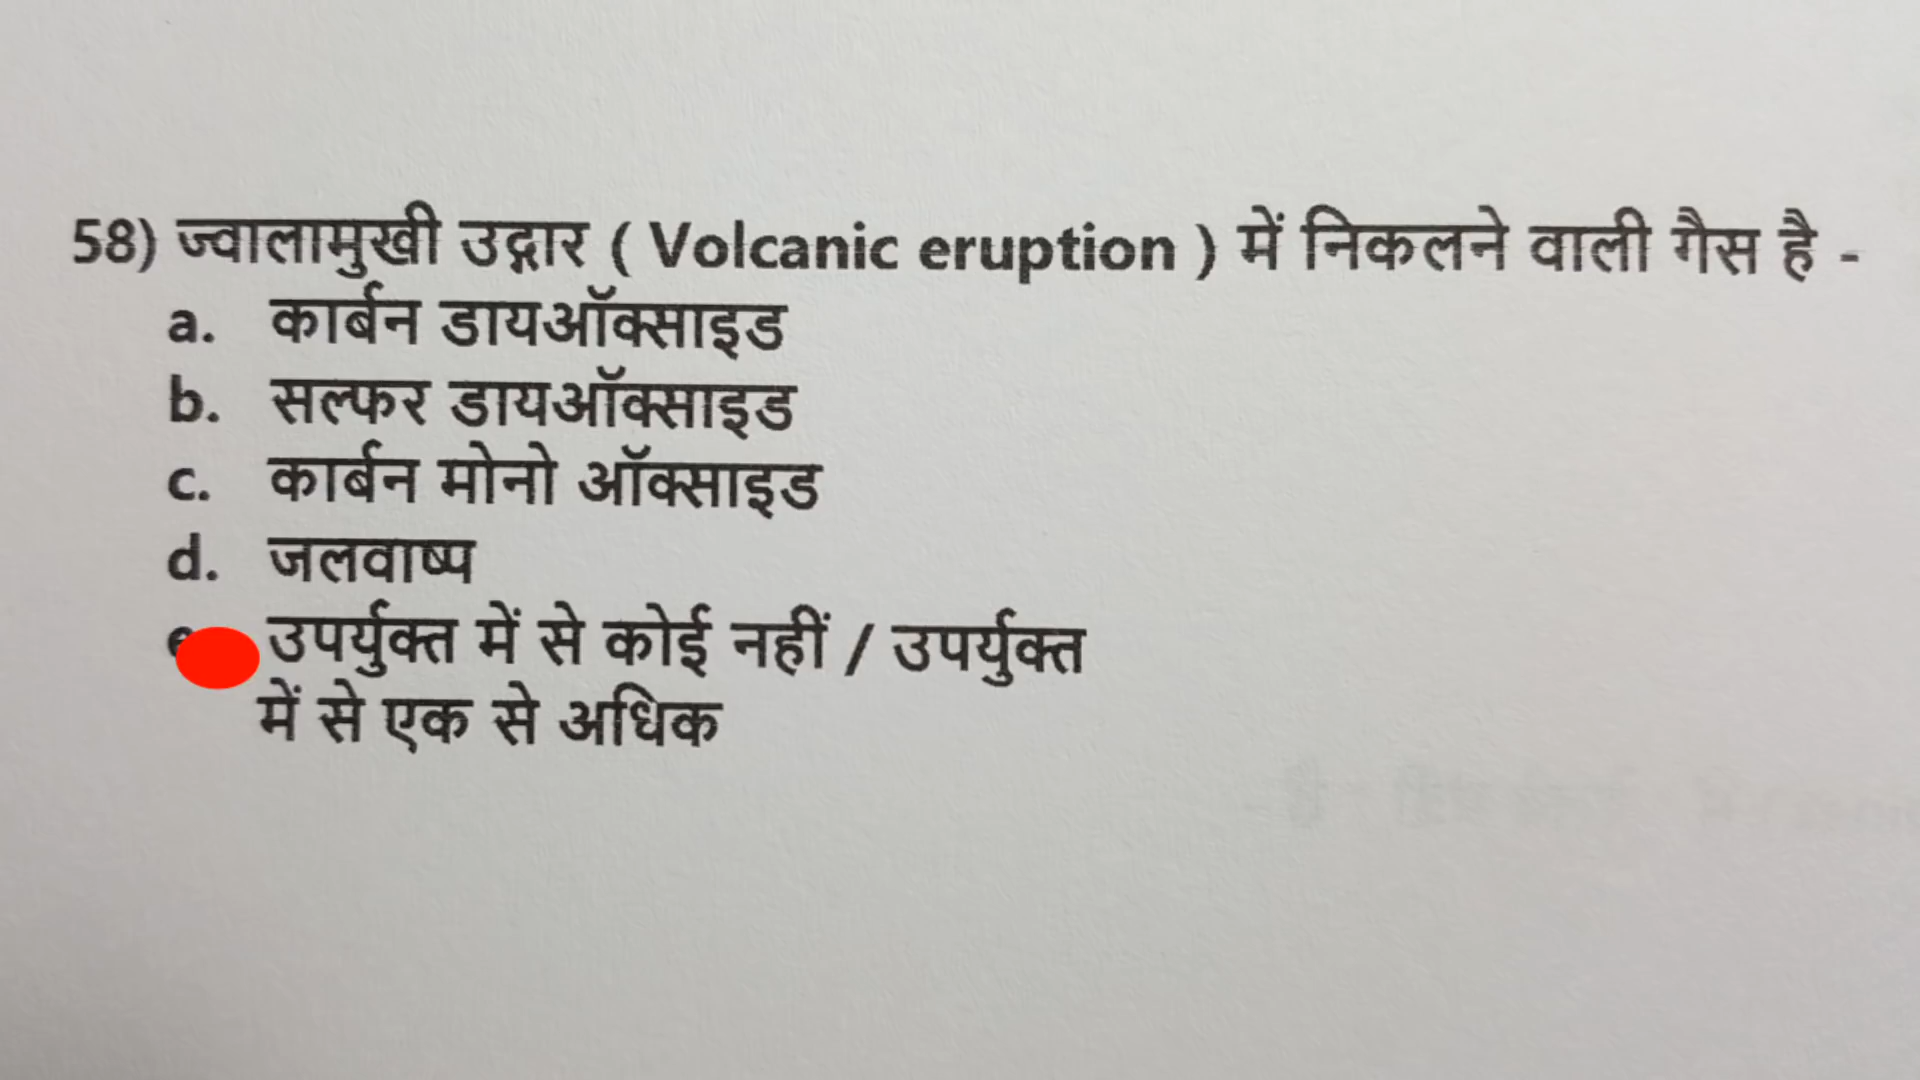 58) ज्वालामुखी उद्गार ( Volcanic eruption ) में निकलने वाली गैस है -
a. कार्बन डायऑक्साइड
b. सल्फर डायऑक्साइड
c. कार्बन मोनो ऑक्साइड
d. जलवाष्प
उपर्युक्त में से कोई नहीं / उपर्युक्त
में से एक से अधिक